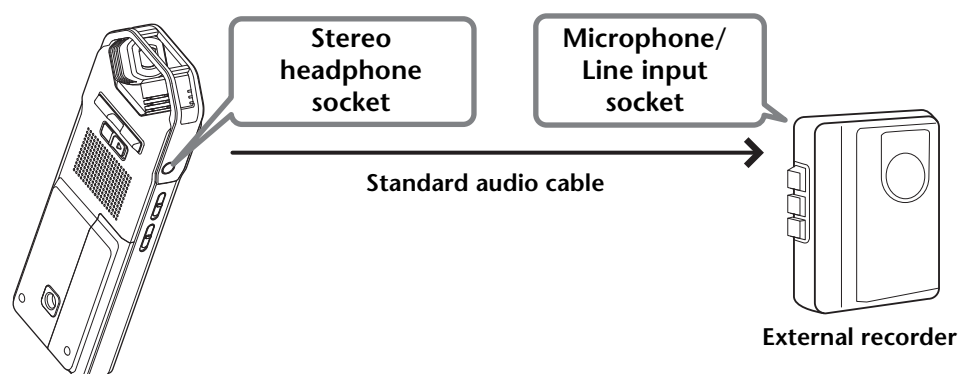 Stereo
headphone
socket
Microphone/
Line input
socket
Standard audio cable
External recorder